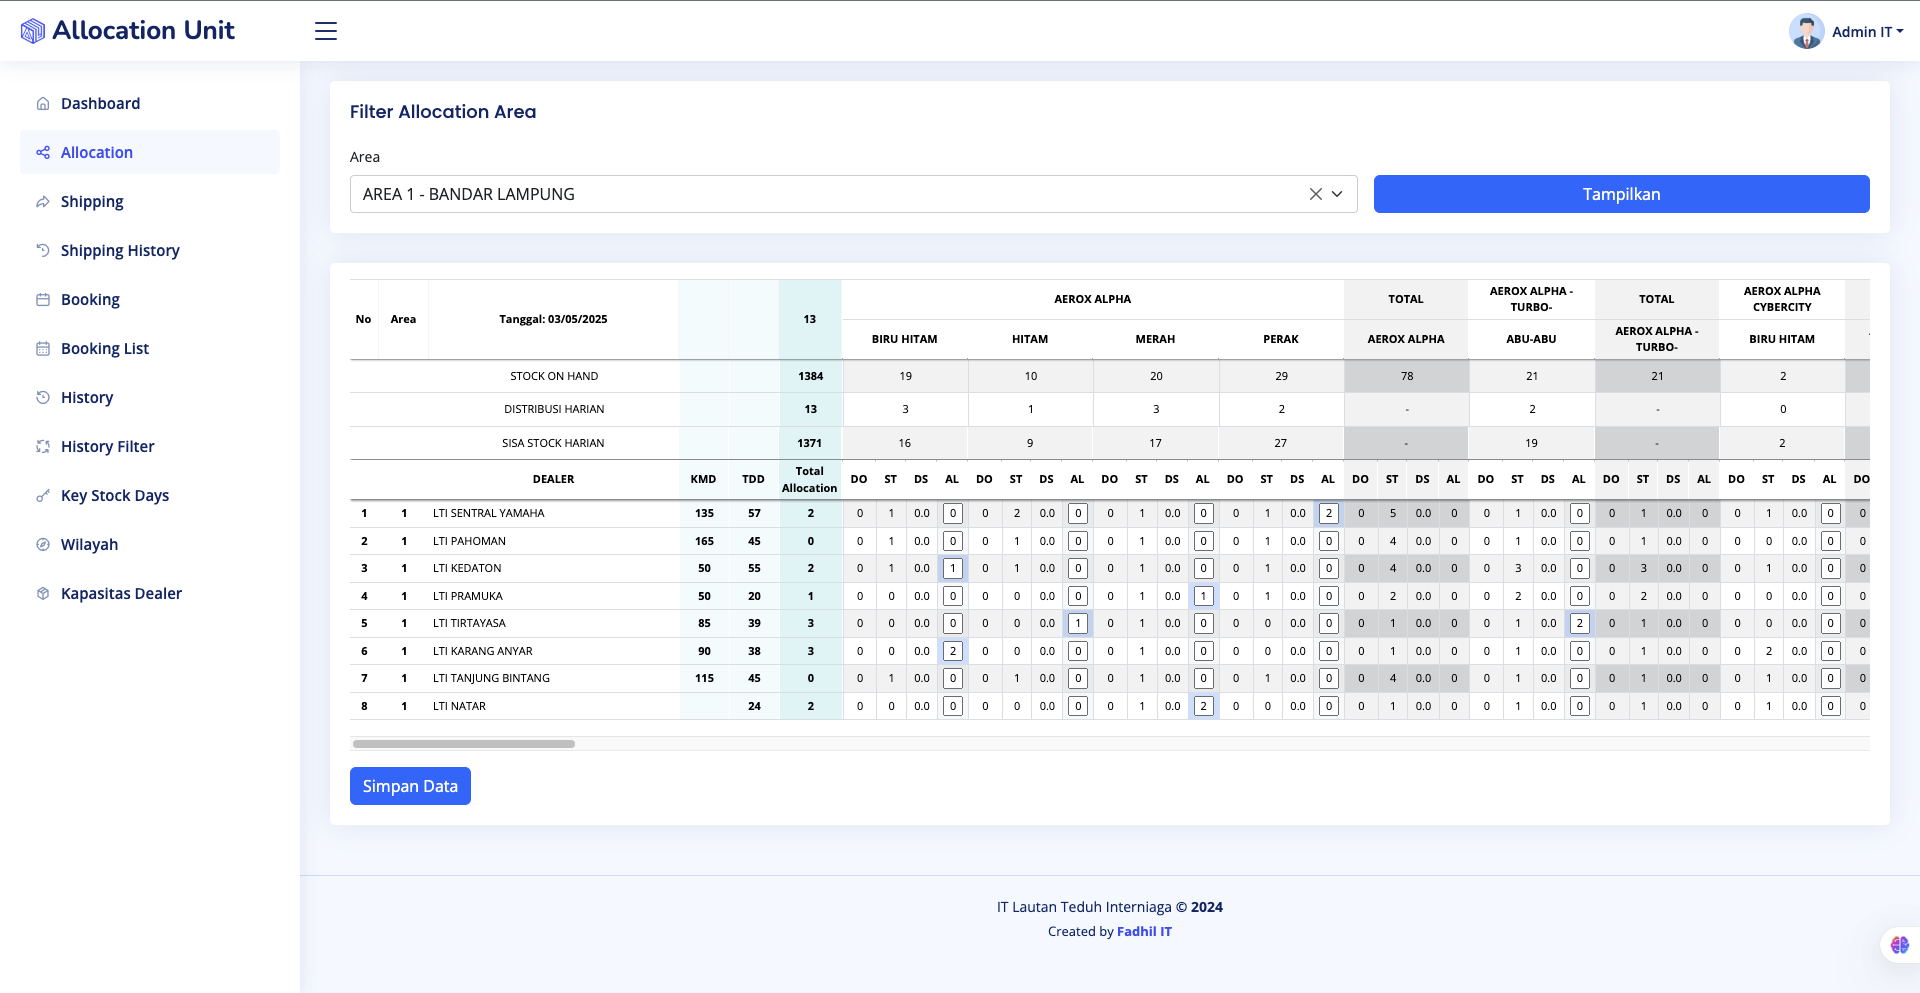 Allocation Unit
Admin IT
Dashboard
Allocation
Shipping
Shipping History
Booking
Booking List
History
History Filter
Key Stock Days
Wilayah
Kapasitas Dealer
Filter Allocation Area
Area
AREA 1 - BANDAR LAMPUNG
Tampilkan
No Area Tanggal: 03/05/2025 13 AEROX ALPHA TOTAL AEROX ALPHA - TURBO- TOTAL AEROX ALPHA CYBERCITY
BIRU HITAM HITAM MERAH PERAK AEROX ALPHA ABU-ABU AEROX ALPHA - TURBO- BIRU HITAM
STOCK ON HAND 1384 19 10 20 29 78 21 21 2
DISTRIBUSI HARIAN 13 3 1 3 2 - 2 - 0
SISA STOCK HARIAN 1371 16 9 17 27 - 19 - 2
DEALER KMD TDD Total Allocation DO ST DS AL DO ST DS AL DO ST DS AL DO ST DS AL DO ST DS AL DO ST DS AL DO ST DS AL DO ST DS AL DO
1 1 LTI SENTRAL YAMAHA 135 57 2 0 1 0.0 0 0 2 0.0 0 0 1 0.0 0 0 1 0.0 2 0 5 0.0 0 0 1 0.0 0 0 1 0.0 0 0 1 0.0 0 0
2 1 LTI PAHOMAN 165 45 0 0 1 0.0 0 0 1 0.0 0 0 1 0.0 0 0 1 0.0 0 0 4 0.0 0 0 1 0.0 0 0 1 0.0 0 0 0 0.0 0 0
3 1 LTI KEDATON 50 55 2 0 1 0.0 1 0 1 0.0 0 0 1 0.0 0 0 1 0.0 0 0 4 0.0 0 0 3 0.0 0 0 3 0.0 0 0 1 0.0 0 0
4 1 LTI PRAMUKA 50 20 1 0 0 0.0 0 0 0 0.0 0 0 1 0.0 1 0 1 0.0 0 0 2 0.0 0 0 2 0.0 0 0 2 0.0 0 0 0 0.0 0 0
5 1 LTI TIRTAYASA 85 39 3 0 0 0.0 0 0 0 0.0 1 0 1 0.0 0 0 0 0.0 0 0 1 0.0 0 0 1 0.0 2 0 1 0.0 0 0 0 0.0 0 0
6 1 LTI KARANG ANYAR 90 38 3 0 0 0.0 2 0 0 0.0 0 0 1 0.0 0 0 0 0.0 0 0 1 0.0 0 0 1 0.0 0 0 1 0.0 0 0 2 0.0 0 0
7 1 LTI TANJUNG BINTANG 115 45 0 0 1 0.0 0 0 1 0.0 0 0 1 0.0 0 0 1 0.0 0 0 4 0.0 0 0 1 0.0 0 0 1 0.0 0 0 1 0.0 0 0
8 1 LTI NATAR 24 2 0 0 0.0 0 0 0 0.0 0 0 1 0.0 2 0 0 0.0 0 0 1 0.0 0 0 1 0.0 0 0 1 0.0 0 0 1 0.0 0 0
Simpan Data
IT Lautan Teduh Interniaga © 2024
Created by Fadhil IT